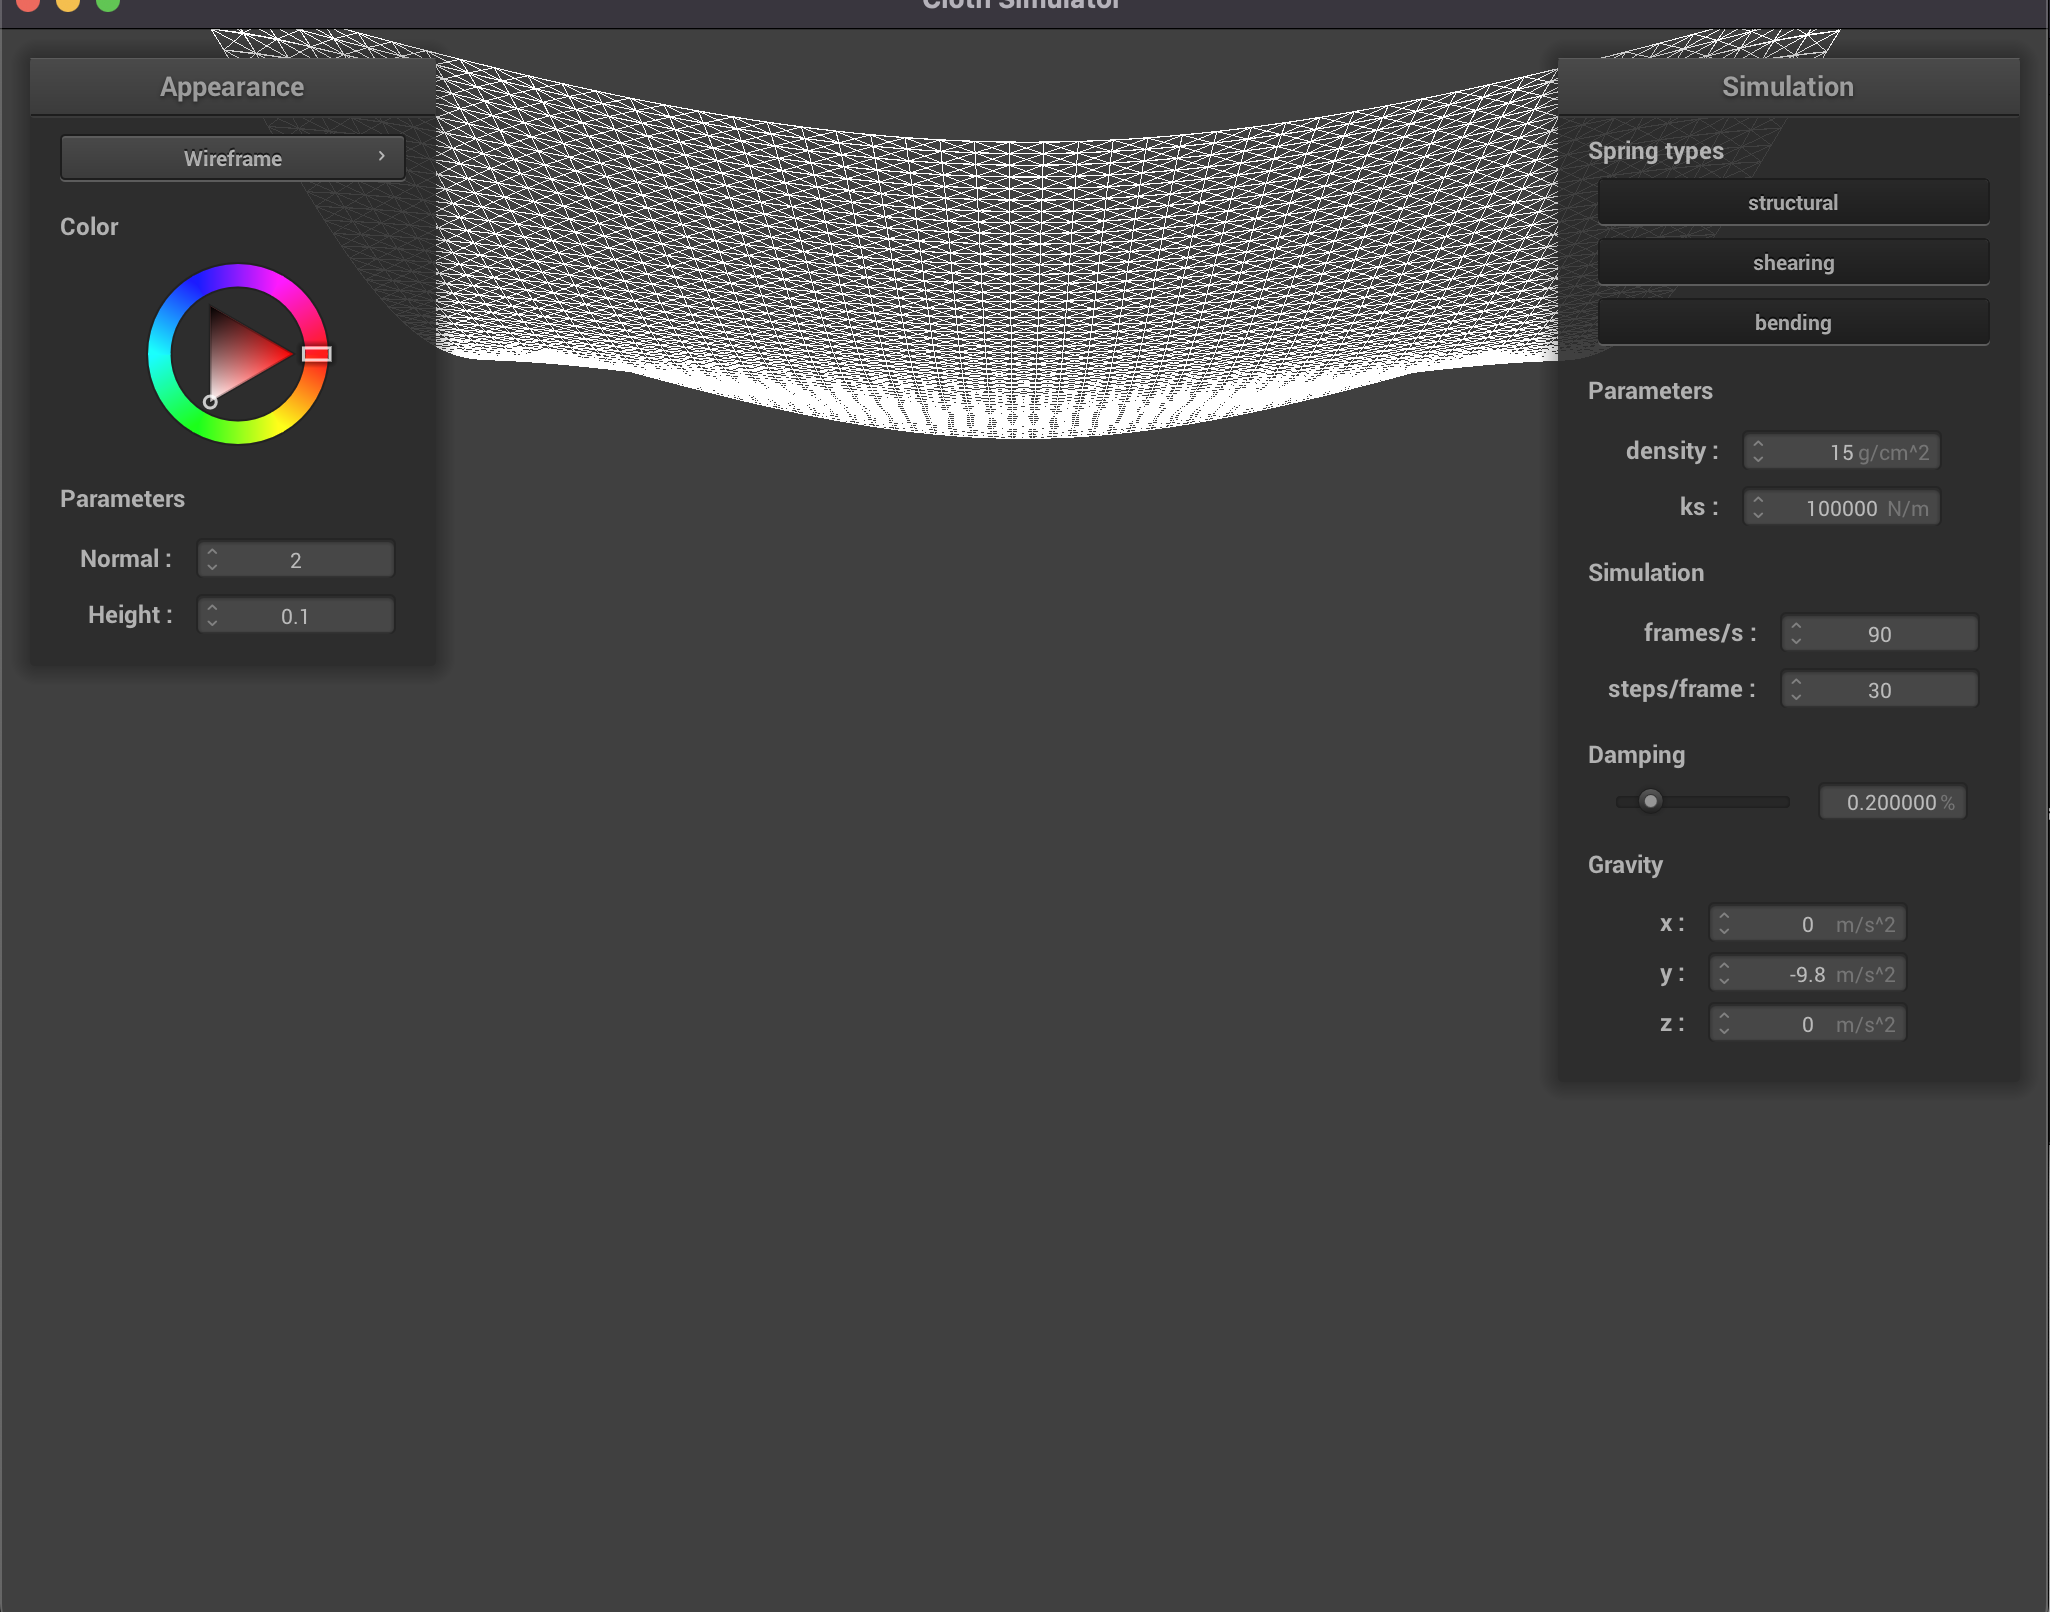 Cloth Simulator
Appearance
Wireframe
Color
Parameters
Normal : 2
Height : 0.1
Simulation
Spring types
structural
shearing
bending
Parameters
density : 15 g/cm^2
ks : 100000 N/m
Simulation
frames/s : 90
steps/frame : 30
Damping
0.200000 %
Gravity
x : 0 m/s^2
y : -9.8 m/s^2
z : 0 m/s^2